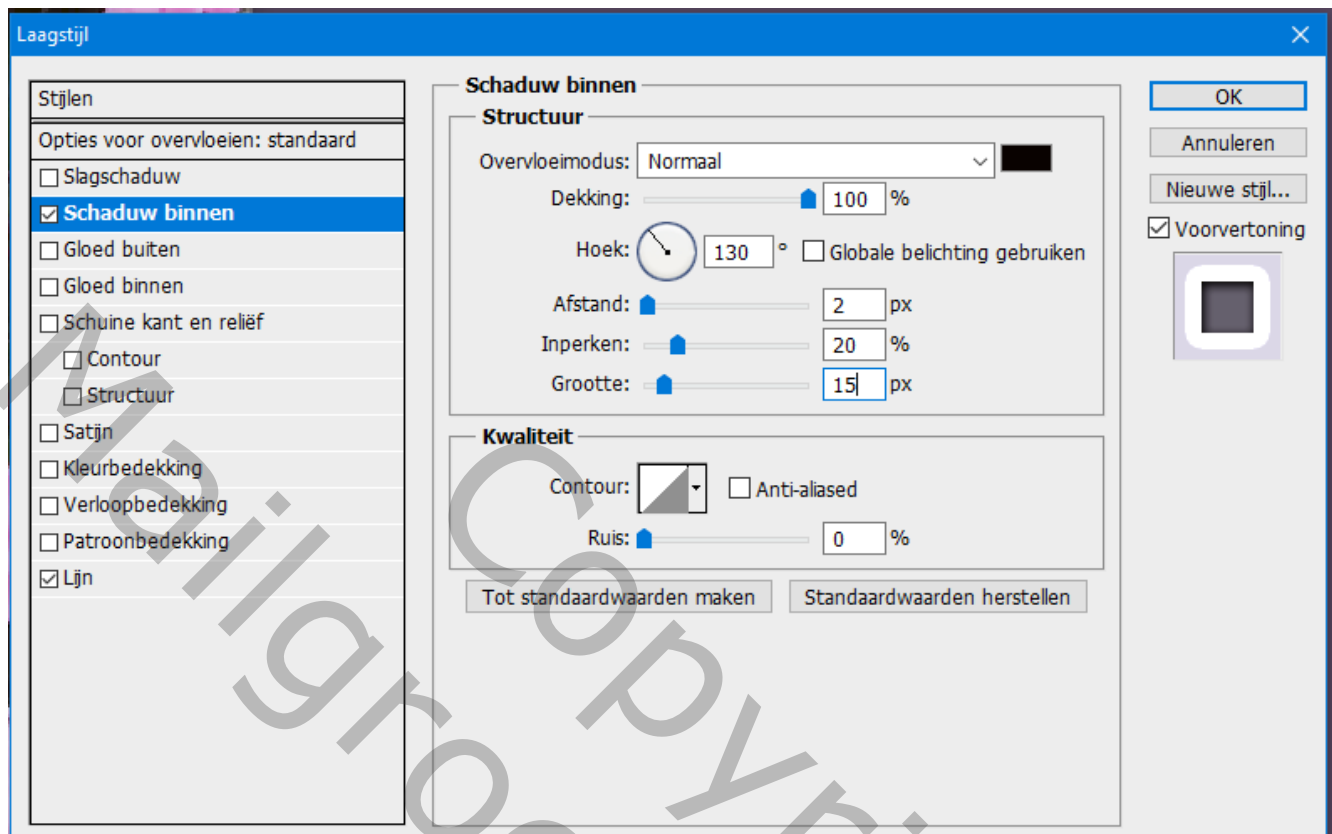 Laagstijl
Stijlen
Opties voor overvloeien: standaard
Slagschaduw
Schaduw binnen
Gloed buiten
Gloed binnen
Schuine kant en reliëf
Contour
Structuur
Satijn
Kleurbedekking
Verloopbedekking
Patroonbedekking
Lijn
Schaduw binnen
Structuur
Overvloeimodus: Normaal
Dekking: 100 %
Hoek: 130 ° Globale belichting gebruiken
Afstand: 2 px
Inperken: 20 %
Grootte: 15 px
Kwaliteit
Contour: Anti-aliased
Ruis: 0 %
Tot standaardwaarden maken Standaardwaarden herstellen
OK
Annuleren
Nieuwe stijl...
Voorvertoning